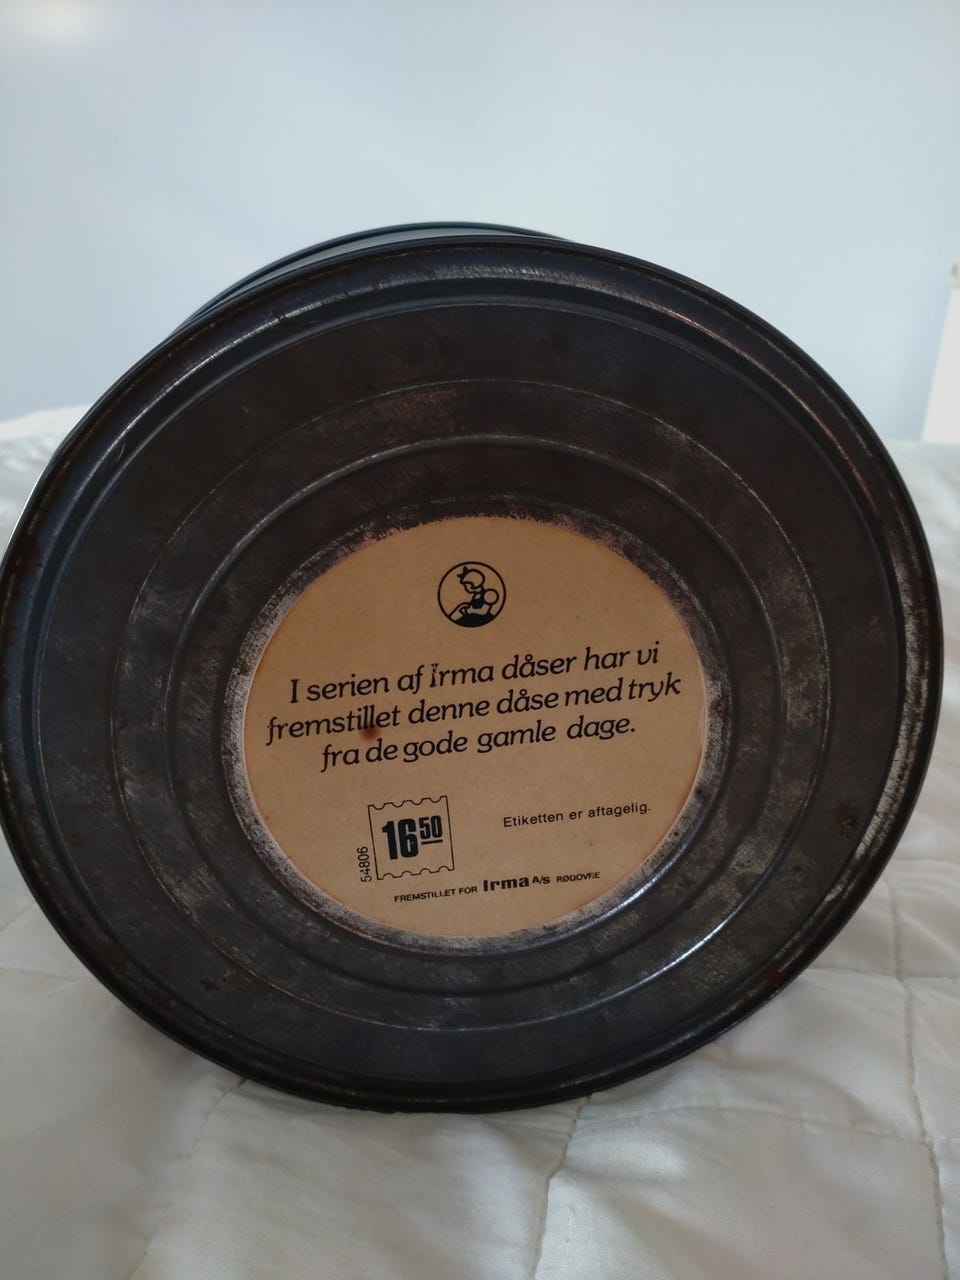 I serien af Irma dåser har vi
fremstillet denne dåse med tryk
fra de gode gamle dage.
16 50
Etiketten er aftagelig.
54806
FREMSTILLET FOR Irma A/S RØDOVRE